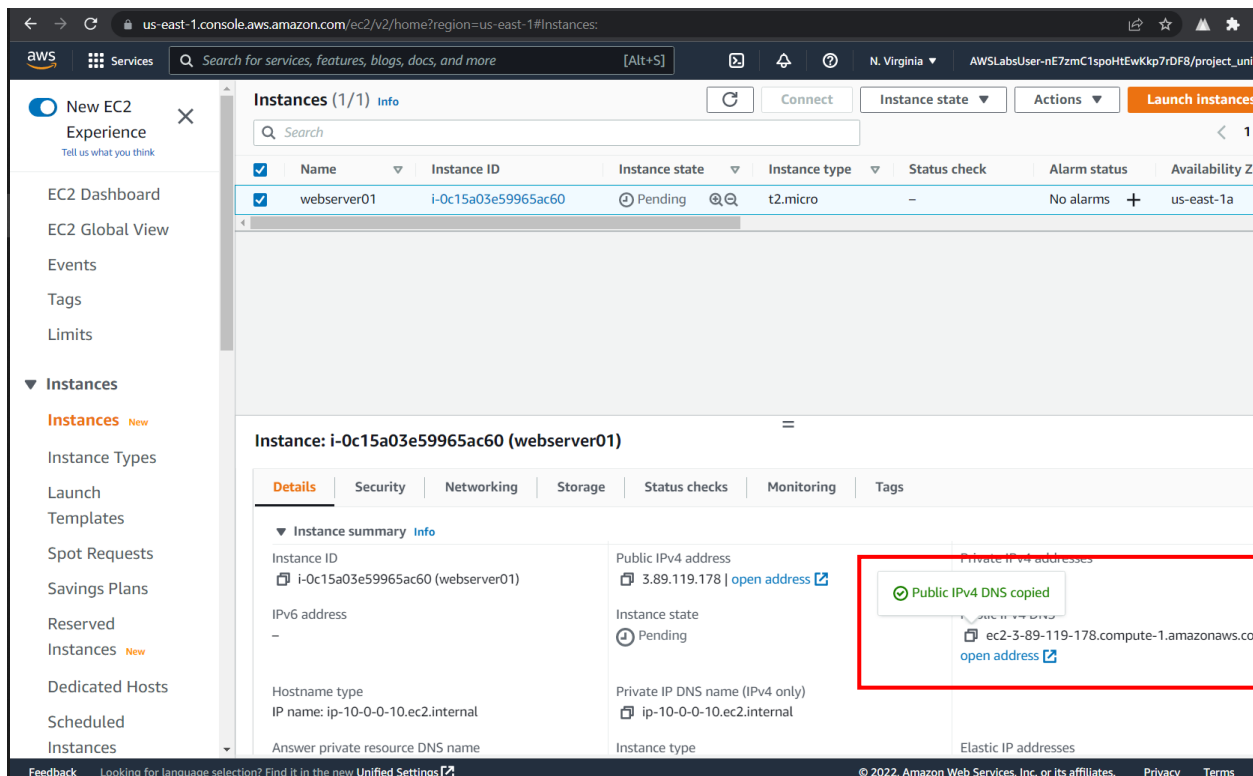 us-east-1.console.aws.amazon.com/ec2/v2/home?region=us-east-1#Instances:
aws Services Search for services, features, blogs, docs, and more [Alt+S] N. Virginia ▼ AWSLabsUser-nE7zmC1spoHtEwKkp7rDF8/project_uni
New EC2
Experience
Tell us what you think
EC2 Dashboard
EC2 Global View
Events
Tags
Limits
Instances
Instances New
Instance Types
Launch
Templates
Spot Requests
Savings Plans
Reserved
Instances New
Dedicated Hosts
Scheduled
Instances
Instances (1/1) Info Connect Instance state ▼ Actions ▼ Launch instances
Search 1
Name Instance ID Instance state Instance type Status check Alarm status Availability Z
webserver01 i-0c15a03e59965ac60 Pending t2.micro – No alarms + us-east-1a
Instance: i-0c15a03e59965ac60 (webserver01)
Details Security Networking Storage Status checks Monitoring Tags
Instance summary Info
Instance ID Public IPv4 address Private IPv4 addresses
i-0c15a03e59965ac60 (webserver01) 3.89.119.178 | open address
Public IPv4 DNS copied
IPv6 address Instance state Public IPv4 DNS
– Pending ec2-3-89-119-178.compute-1.amazonaws.co
open address
Hostname type Private IP DNS name (IPv4 only)
IP name: ip-10-0-0-10.ec2.internal ip-10-0-0-10.ec2.internal
Answer private resource DNS name Instance type Elastic IP addresses
Feedback Looking for language selection? Find it in the new Unified Settings © 2022, Amazon Web Services, Inc. or its affiliates. Privacy Terms